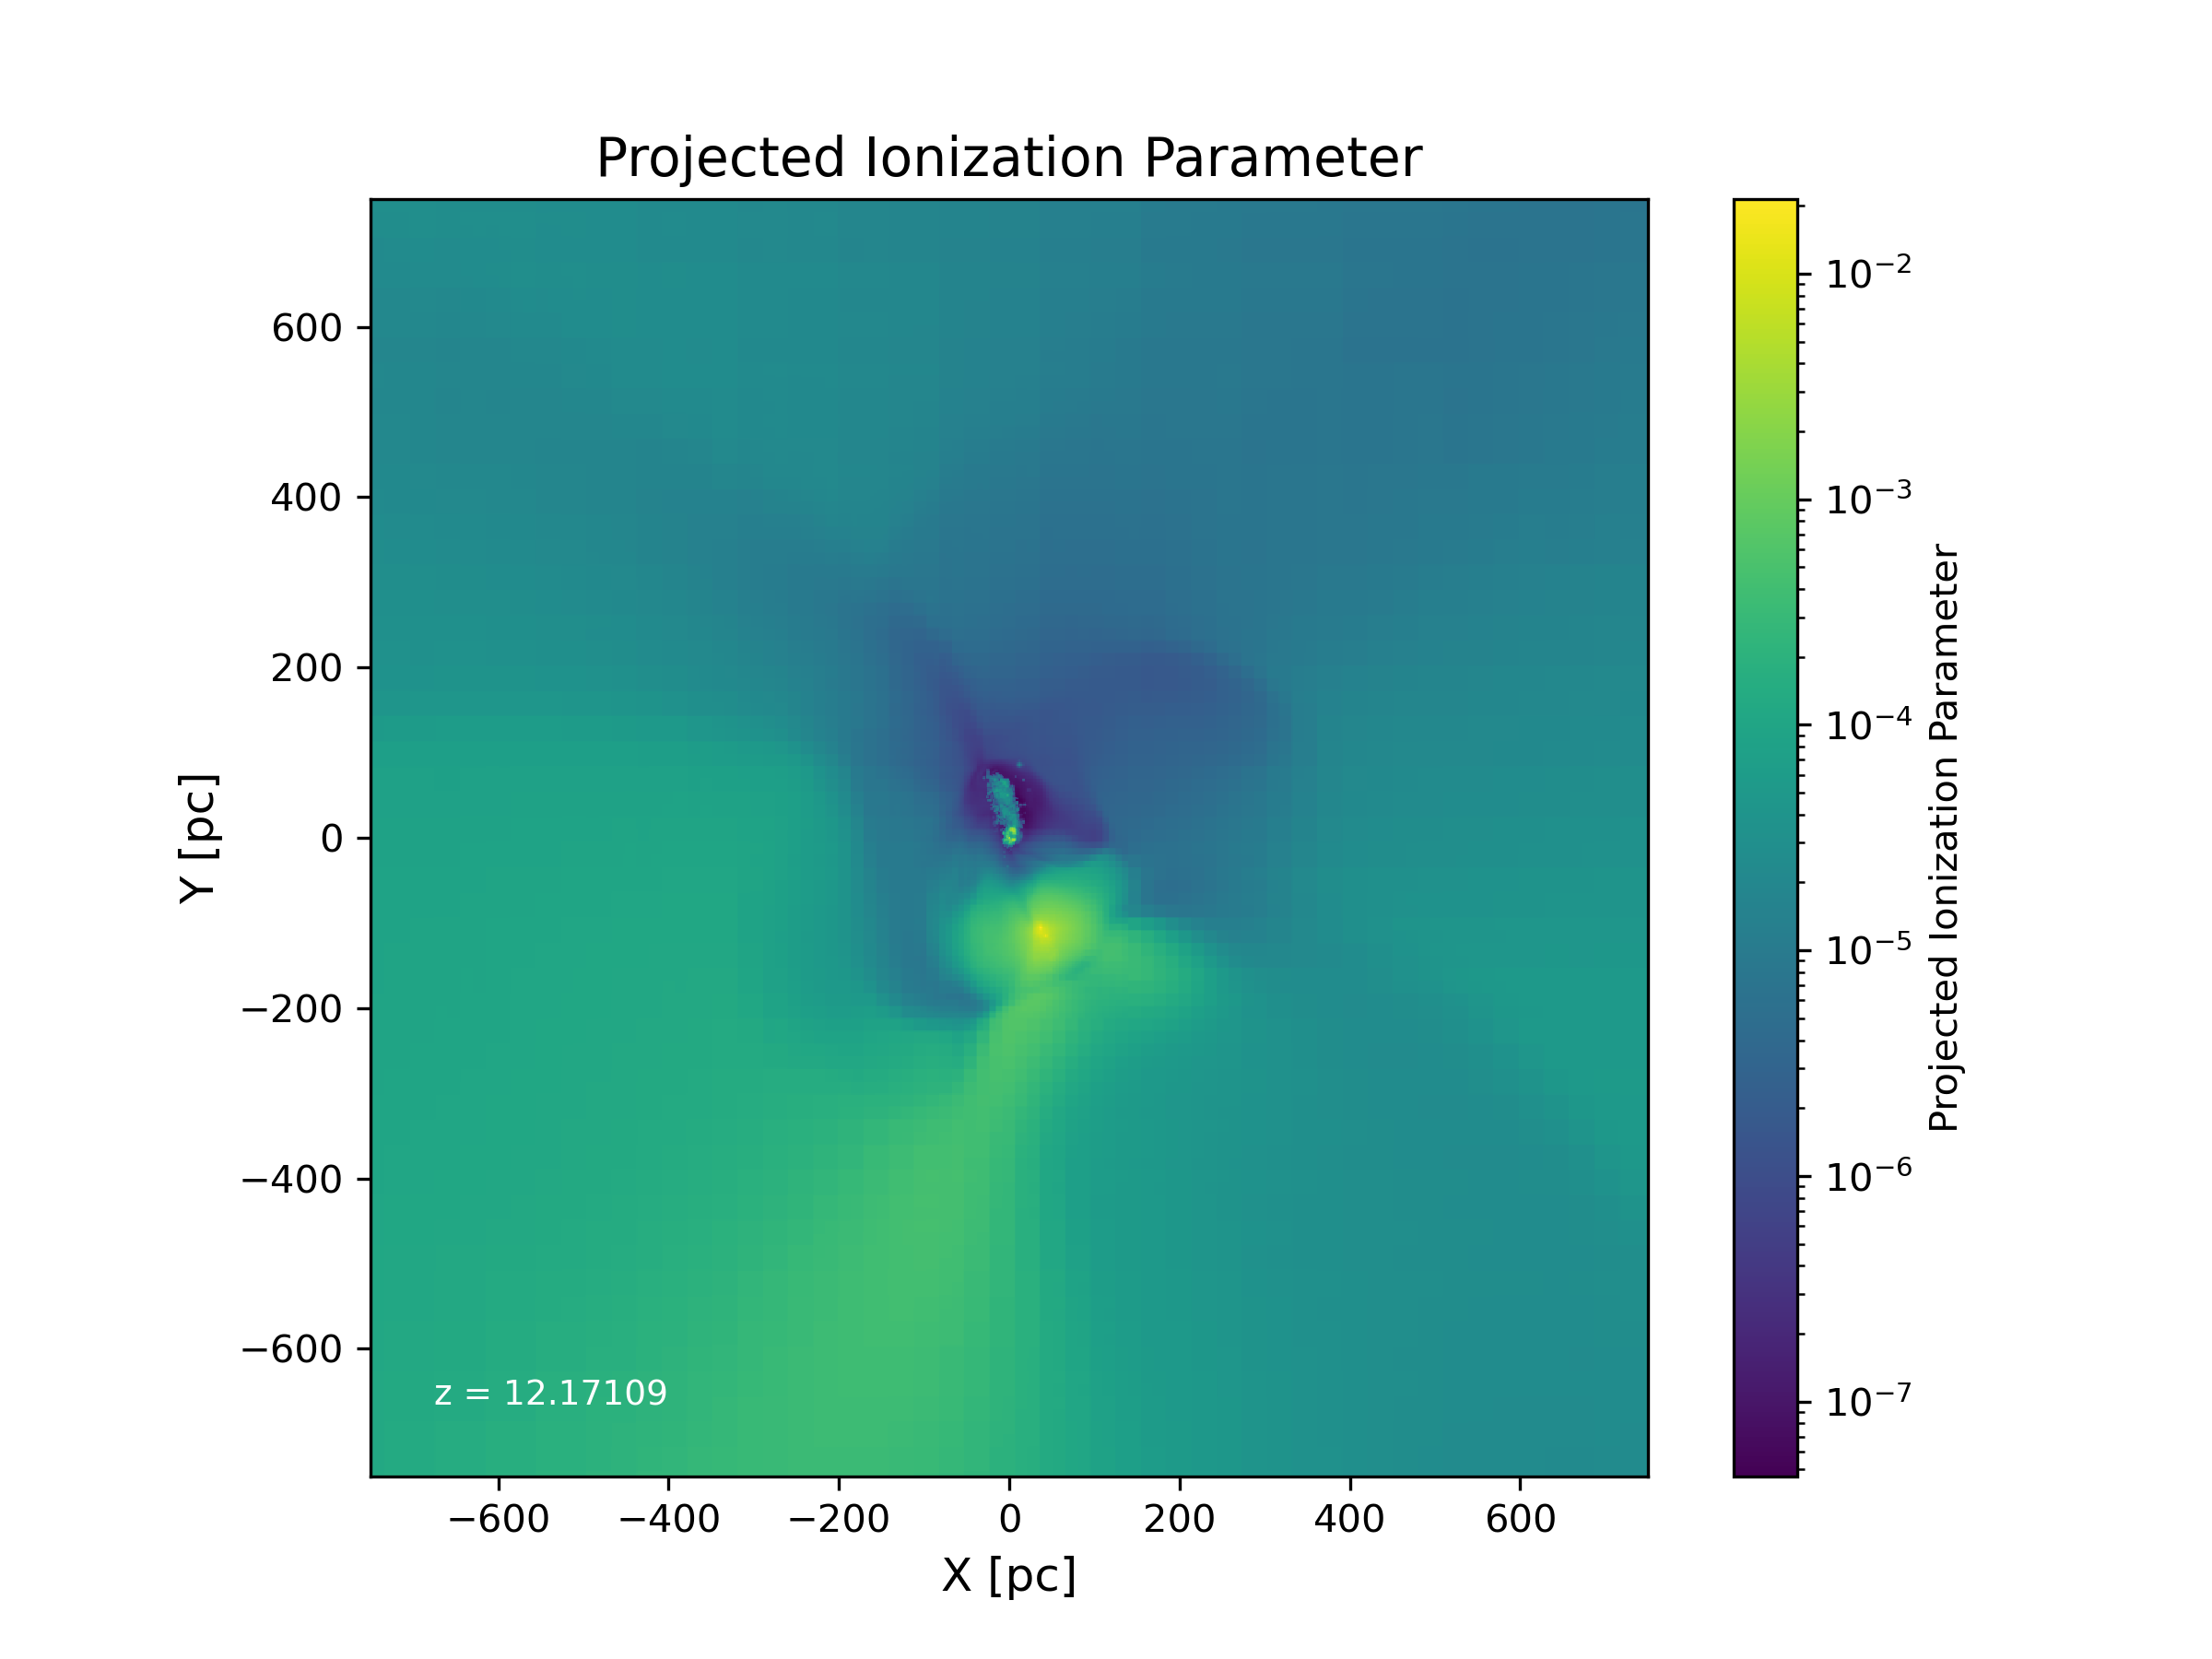 Projected Ionization Parameter
600
400
200
0
−200
−400
−600
Y [pc]
z = 12.17109
−600 −400 −200 0 200 400 600
X [pc]
10⁻²
10⁻³
10⁻⁴
10⁻⁵
10⁻⁶
10⁻⁷
Projected Ionization Parameter